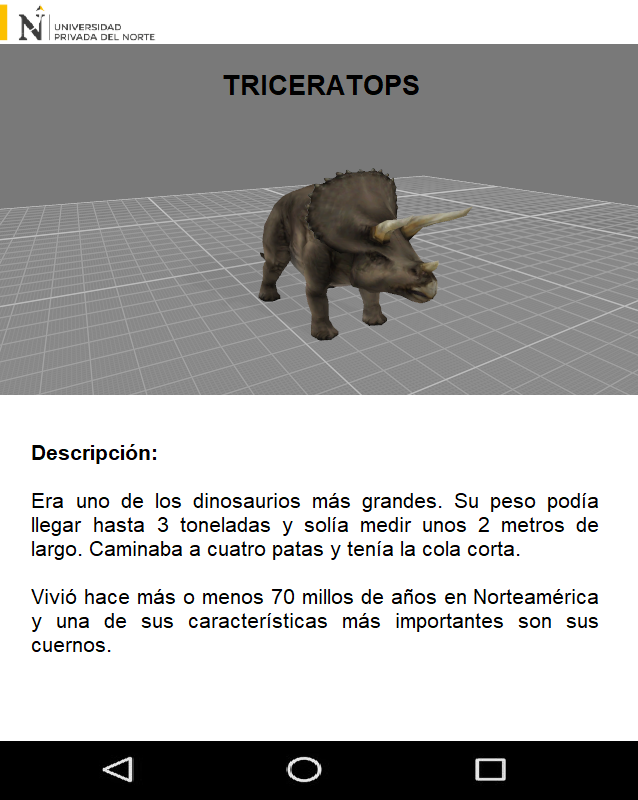 UNIVERSIDAD
PRIVADA DEL NORTE
TRICERATOPS
Descripción:
Era uno de los dinosaurios más grandes. Su peso podía
llegar hasta 3 toneladas y solía medir unos 2 metros de
largo. Caminaba a cuatro patas y tenía la cola corta.
Vivió hace más o menos 70 millos de años en Norteamérica
y una de sus características más importantes son sus
cuernos.